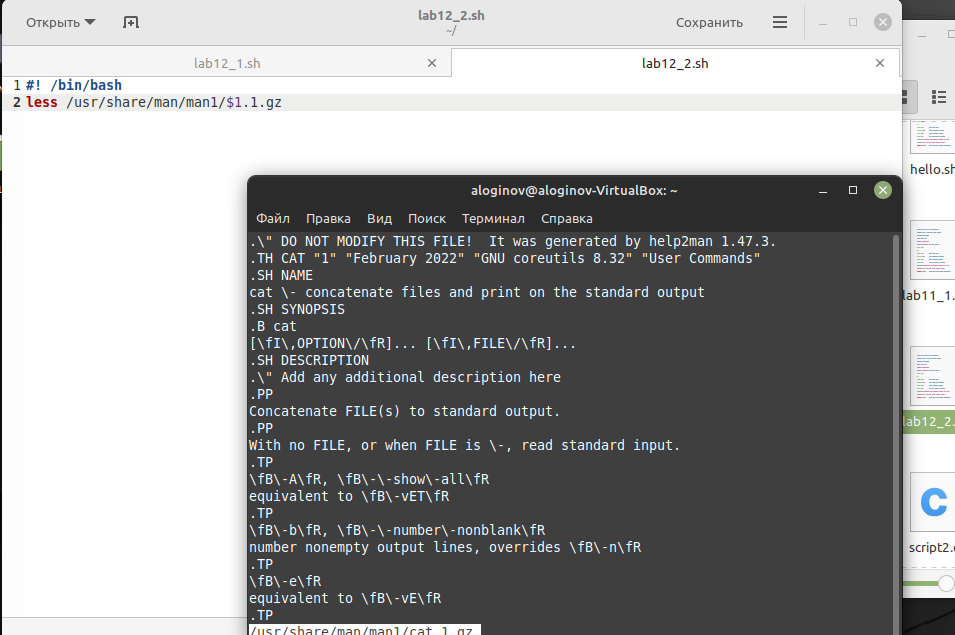 Открыть
lab12_2.sh
~/
Сохранить
lab12_1.sh
lab12_2.sh
1 #! /bin/bash
2 less /usr/share/man/man1/$1.1.gz
hello.sh
lab11_1.
lab12_2.
script2.
aloginov@aloginov-VirtualBox: ~
Файл Правка Вид Поиск Терминал Справка
.\" DO NOT MODIFY THIS FILE!  It was generated by help2man 1.47.3.
.TH CAT "1" "February 2022" "GNU coreutils 8.32" "User Commands"
.SH NAME
cat \- concatenate files and print on the standard output
.SH SYNOPSIS
.B cat
[\fI\,OPTION\/\fR]... [\fI\,FILE\/\fR]...
.SH DESCRIPTION
.\" Add any additional description here
.PP
Concatenate FILE(s) to standard output.
.PP
With no FILE, or when FILE is \-, read standard input.
.TP
\fB\-A\fR, \fB\-\-show\-all\fR
equivalent to \fB\-vET\fR
.TP
\fB\-b\fR, \fB\-\-number\-nonblank\fR
number nonempty output lines, overrides \fB\-n\fR
.TP
\fB\-e\fR
equivalent to \fB\-vE\fR
.TP
/usr/share/man/man1/cat.1.gz